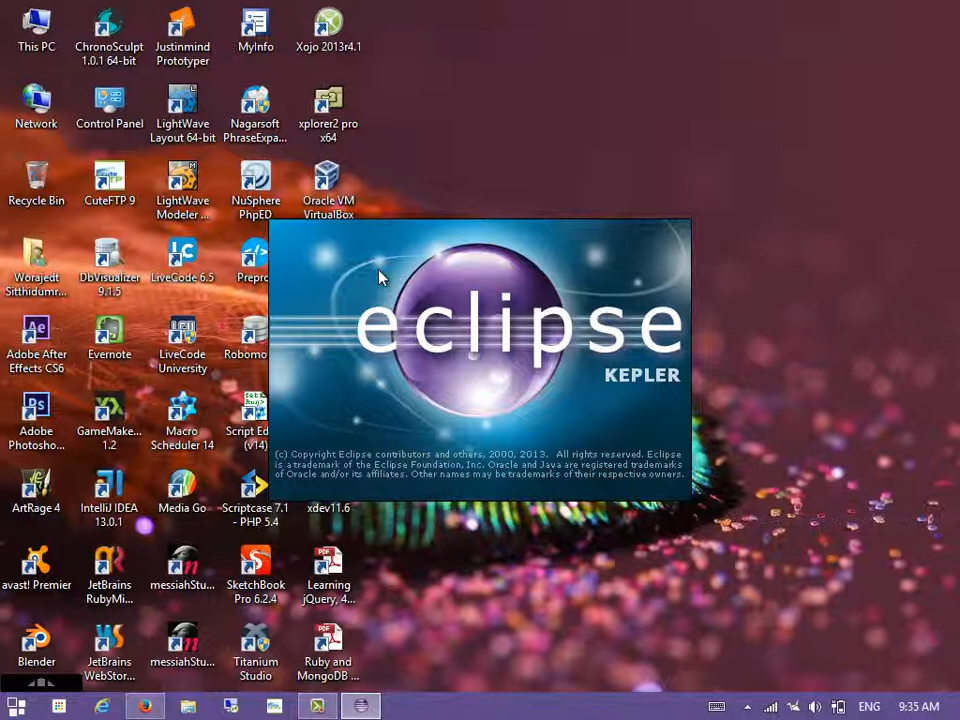 This PC
ChronoSculpt
1.0.1 64-bit
Justinmind
Prototyper
MyInfo
Xojo 2013r4.1
Network
Control Panel
LightWave
Layout 64-bit
Nagarsoft
PhraseExpa...
xplorer2 pro
x64
Recycle Bin
CuteFTP 9
LightWave
Modeler ...
NuSphere
PhpED
Oracle VM
VirtualBox
Worajedt
Sitthidumr...
DbVisualizer
9.1.5
LiveCode 6.5
Prepro
Adobe After
Effects CS6
Evernote
LiveCode
University
Robomo
Adobe
Photosho...
GameMake...
1.2
Macro
Scheduler 14
Script Ed
(v14)
ArtRage 4
IntelliJ IDEA
13.0.1
Media Go
Scriptcase 7.1
- PHP 5.4
xdev11.6
avast! Premier
JetBrains
RubyMi...
messiahStu...
SketchBook
Pro 6.2.4
Learning
jQuery, 4...
Blender
JetBrains
WebStor...
messiahStu...
Titanium
Studio
Ruby and
MongoDB ...
eclipse
KEPLER
(c) Copyright Eclipse contributors and others, 2000, 2013. All rights reserved. Eclipse
is a trademark of the Eclipse Foundation, Inc. Oracle and Java are registered trademarks
of Oracle and/or its affiliates. Other names may be trademarks of their respective owners.
ENG
9:35 AM